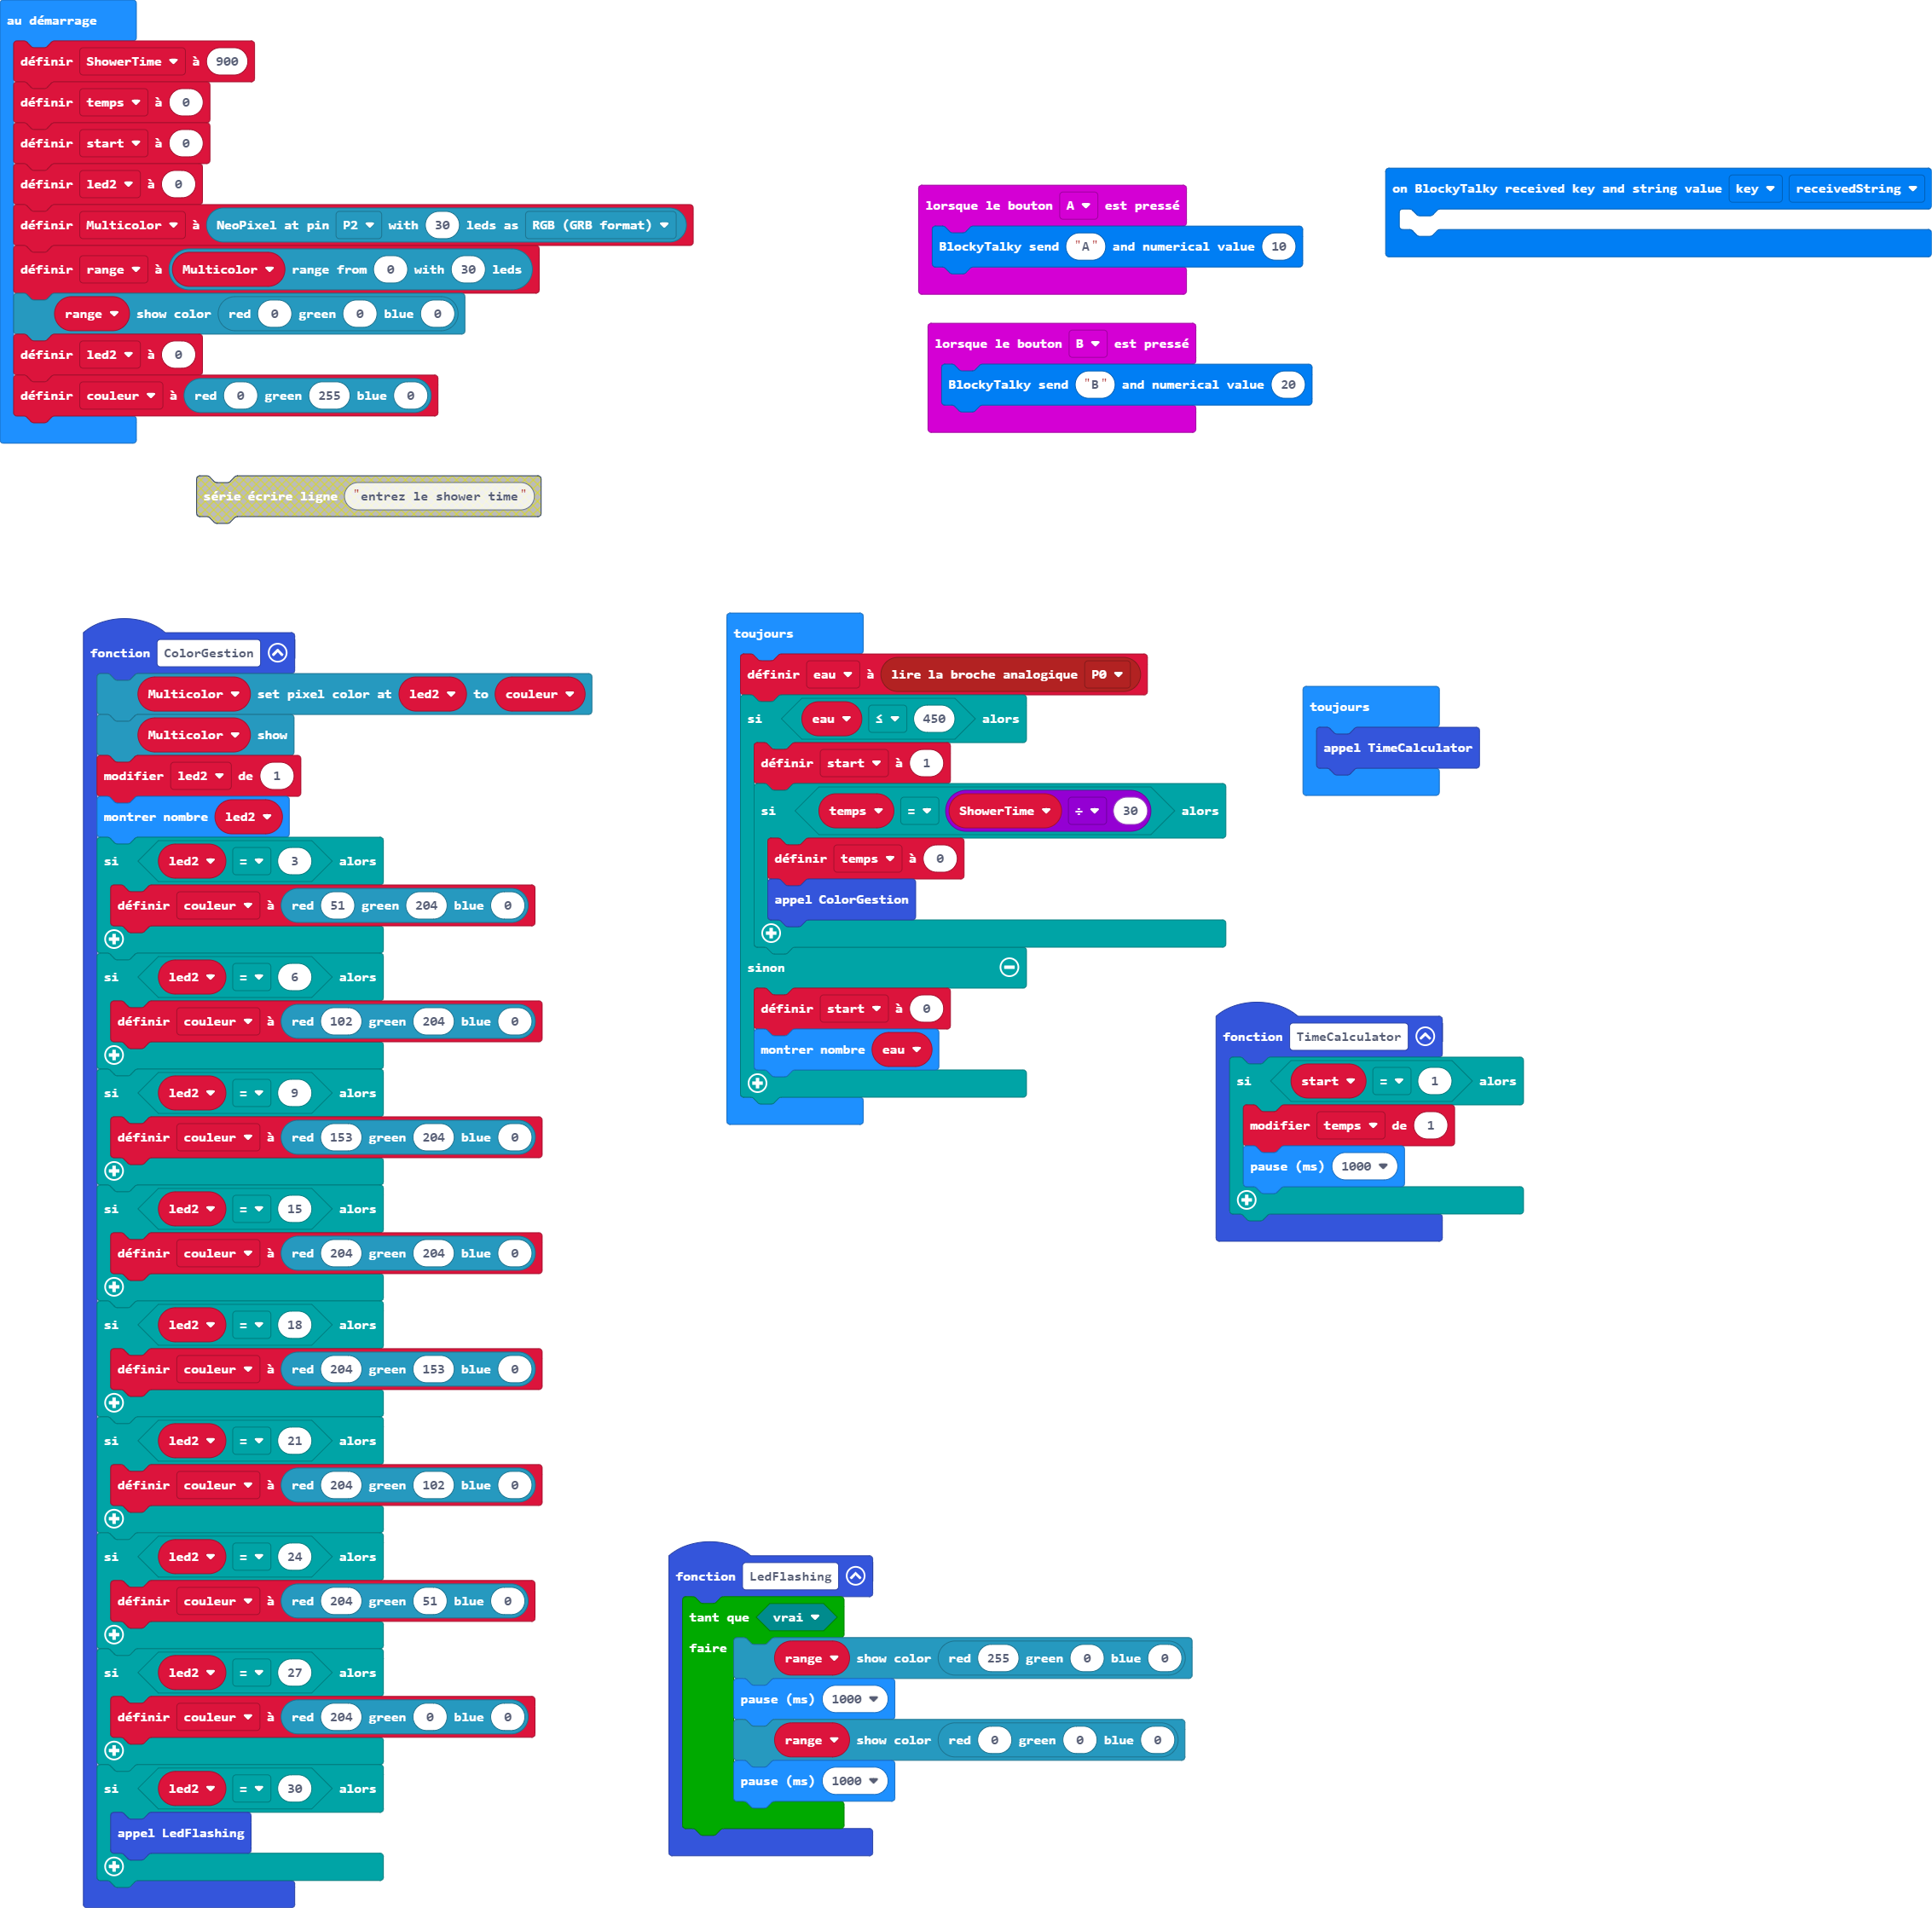 au démarrage
définir ShowerTime à 900
définir temps à 0
définir start à 0
définir led2 à 0
définir Multicolor à NeoPixel at pin P2 with 30 leds as RGB (GRB format)
définir range à Multicolor range from 0 with 30 leds
range show color red 0 green 0 blue 0
définir led2 à 0
définir couleur à red 0 green 255 blue 0
série écrire ligne "entrez le shower time"
lorsque le bouton A est pressé
BlockyTalky send "A" and numerical value 10
lorsque le bouton B est pressé
BlockyTalky send "B" and numerical value 20
on BlockyTalky received key and string value key receivedString
fonction ColorGestion
Multicolor set pixel color at led2 to couleur
Multicolor show
modifier led2 de 1
montrer nombre led2
si led2 = 3 alors
définir couleur à red 51 green 204 blue 0
si led2 = 6 alors
définir couleur à red 102 green 204 blue 0
si led2 = 9 alors
définir couleur à red 153 green 204 blue 0
si led2 = 15 alors
définir couleur à red 204 green 204 blue 0
si led2 = 18 alors
définir couleur à red 204 green 153 blue 0
si led2 = 21 alors
définir couleur à red 204 green 102 blue 0
si led2 = 24 alors
définir couleur à red 204 green 51 blue 0
si led2 = 27 alors
définir couleur à red 204 green 0 blue 0
si led2 = 30 alors
appel LedFlashing
toujours
définir eau à lire la broche analogique P0
si eau ≤ 450 alors
définir start à 1
si temps = ShowerTime ÷ 30 alors
définir temps à 0
appel ColorGestion
sinon
définir start à 0
montrer nombre eau
toujours
appel TimeCalculator
fonction TimeCalculator
si start = 1 alors
modifier temps de 1
pause (ms) 1000
fonction LedFlashing
tant que vrai
faire range show color red 255 green 0 blue 0
pause (ms) 1000
range show color red 0 green 0 blue 0
pause (ms) 1000